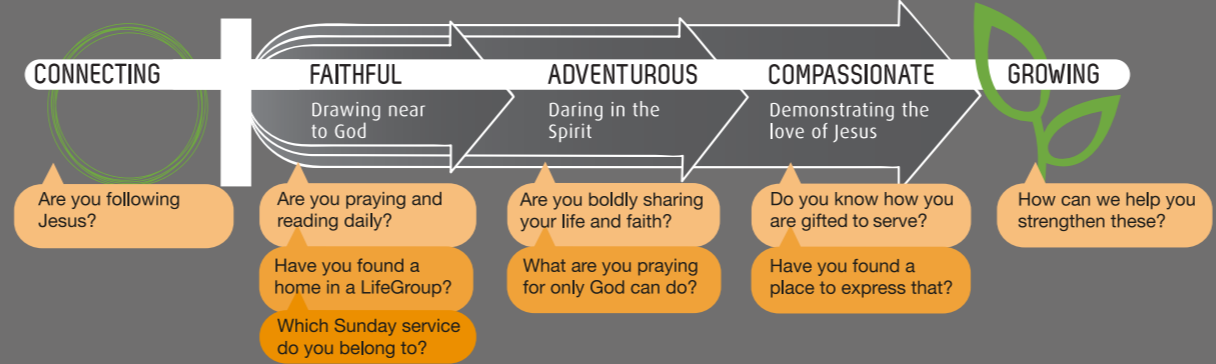 CONNECTING
FAITHFUL
ADVENTUROUS
COMPASSIONATE
GROWING
Drawing near
to God
Daring in the
Spirit
Demonstrating the
love of Jesus
Are you following
Jesus?
Are you praying and
reading daily?
Have you found a
home in a LifeGroup?
Which Sunday service
do you belong to?
Are you boldly sharing
your life and faith?
What are you praying
for only God can do?
Do you know how you
are gifted to serve?
Have you found a
place to express that?
How can we help you
strengthen these?